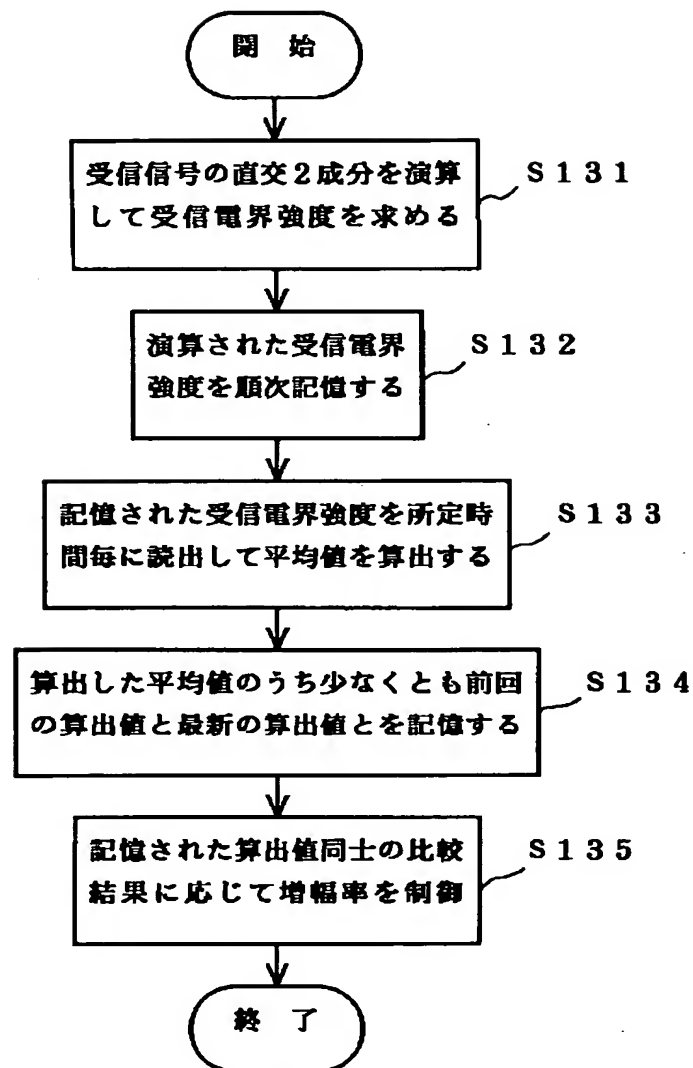 開 始
受信信号の直交2成分を演算
して受信電界強度を求める
S131
演算された受信電界
強度を順次記憶する
S132
記憶された受信電界強度を所定時
間毎に読出して平均値を算出する
S133
算出した平均値のうち少なくとも前回
の算出値と最新の算出値とを記憶する
S134
記憶された算出値同士の比較
結果に応じて増幅率を制御
S135
終 了